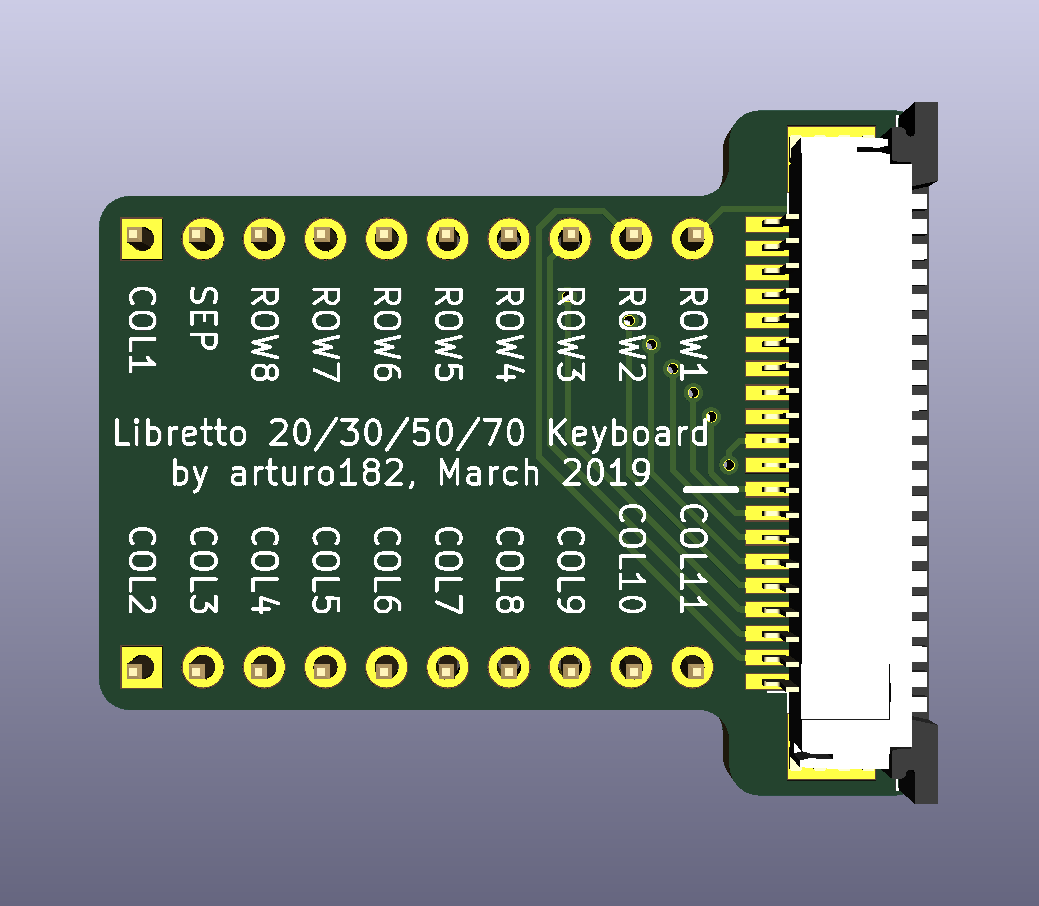 COL1
SEP
ROW8
ROW7
ROW6
ROW5
ROW4
ROW3
ROW2
ROW1
Libretto 20/30/50/70 Keyboard
by arturo182, March 2019
COL2
COL3
COL4
COL5
COL6
COL7
COL8
COL9
COL10
COL11